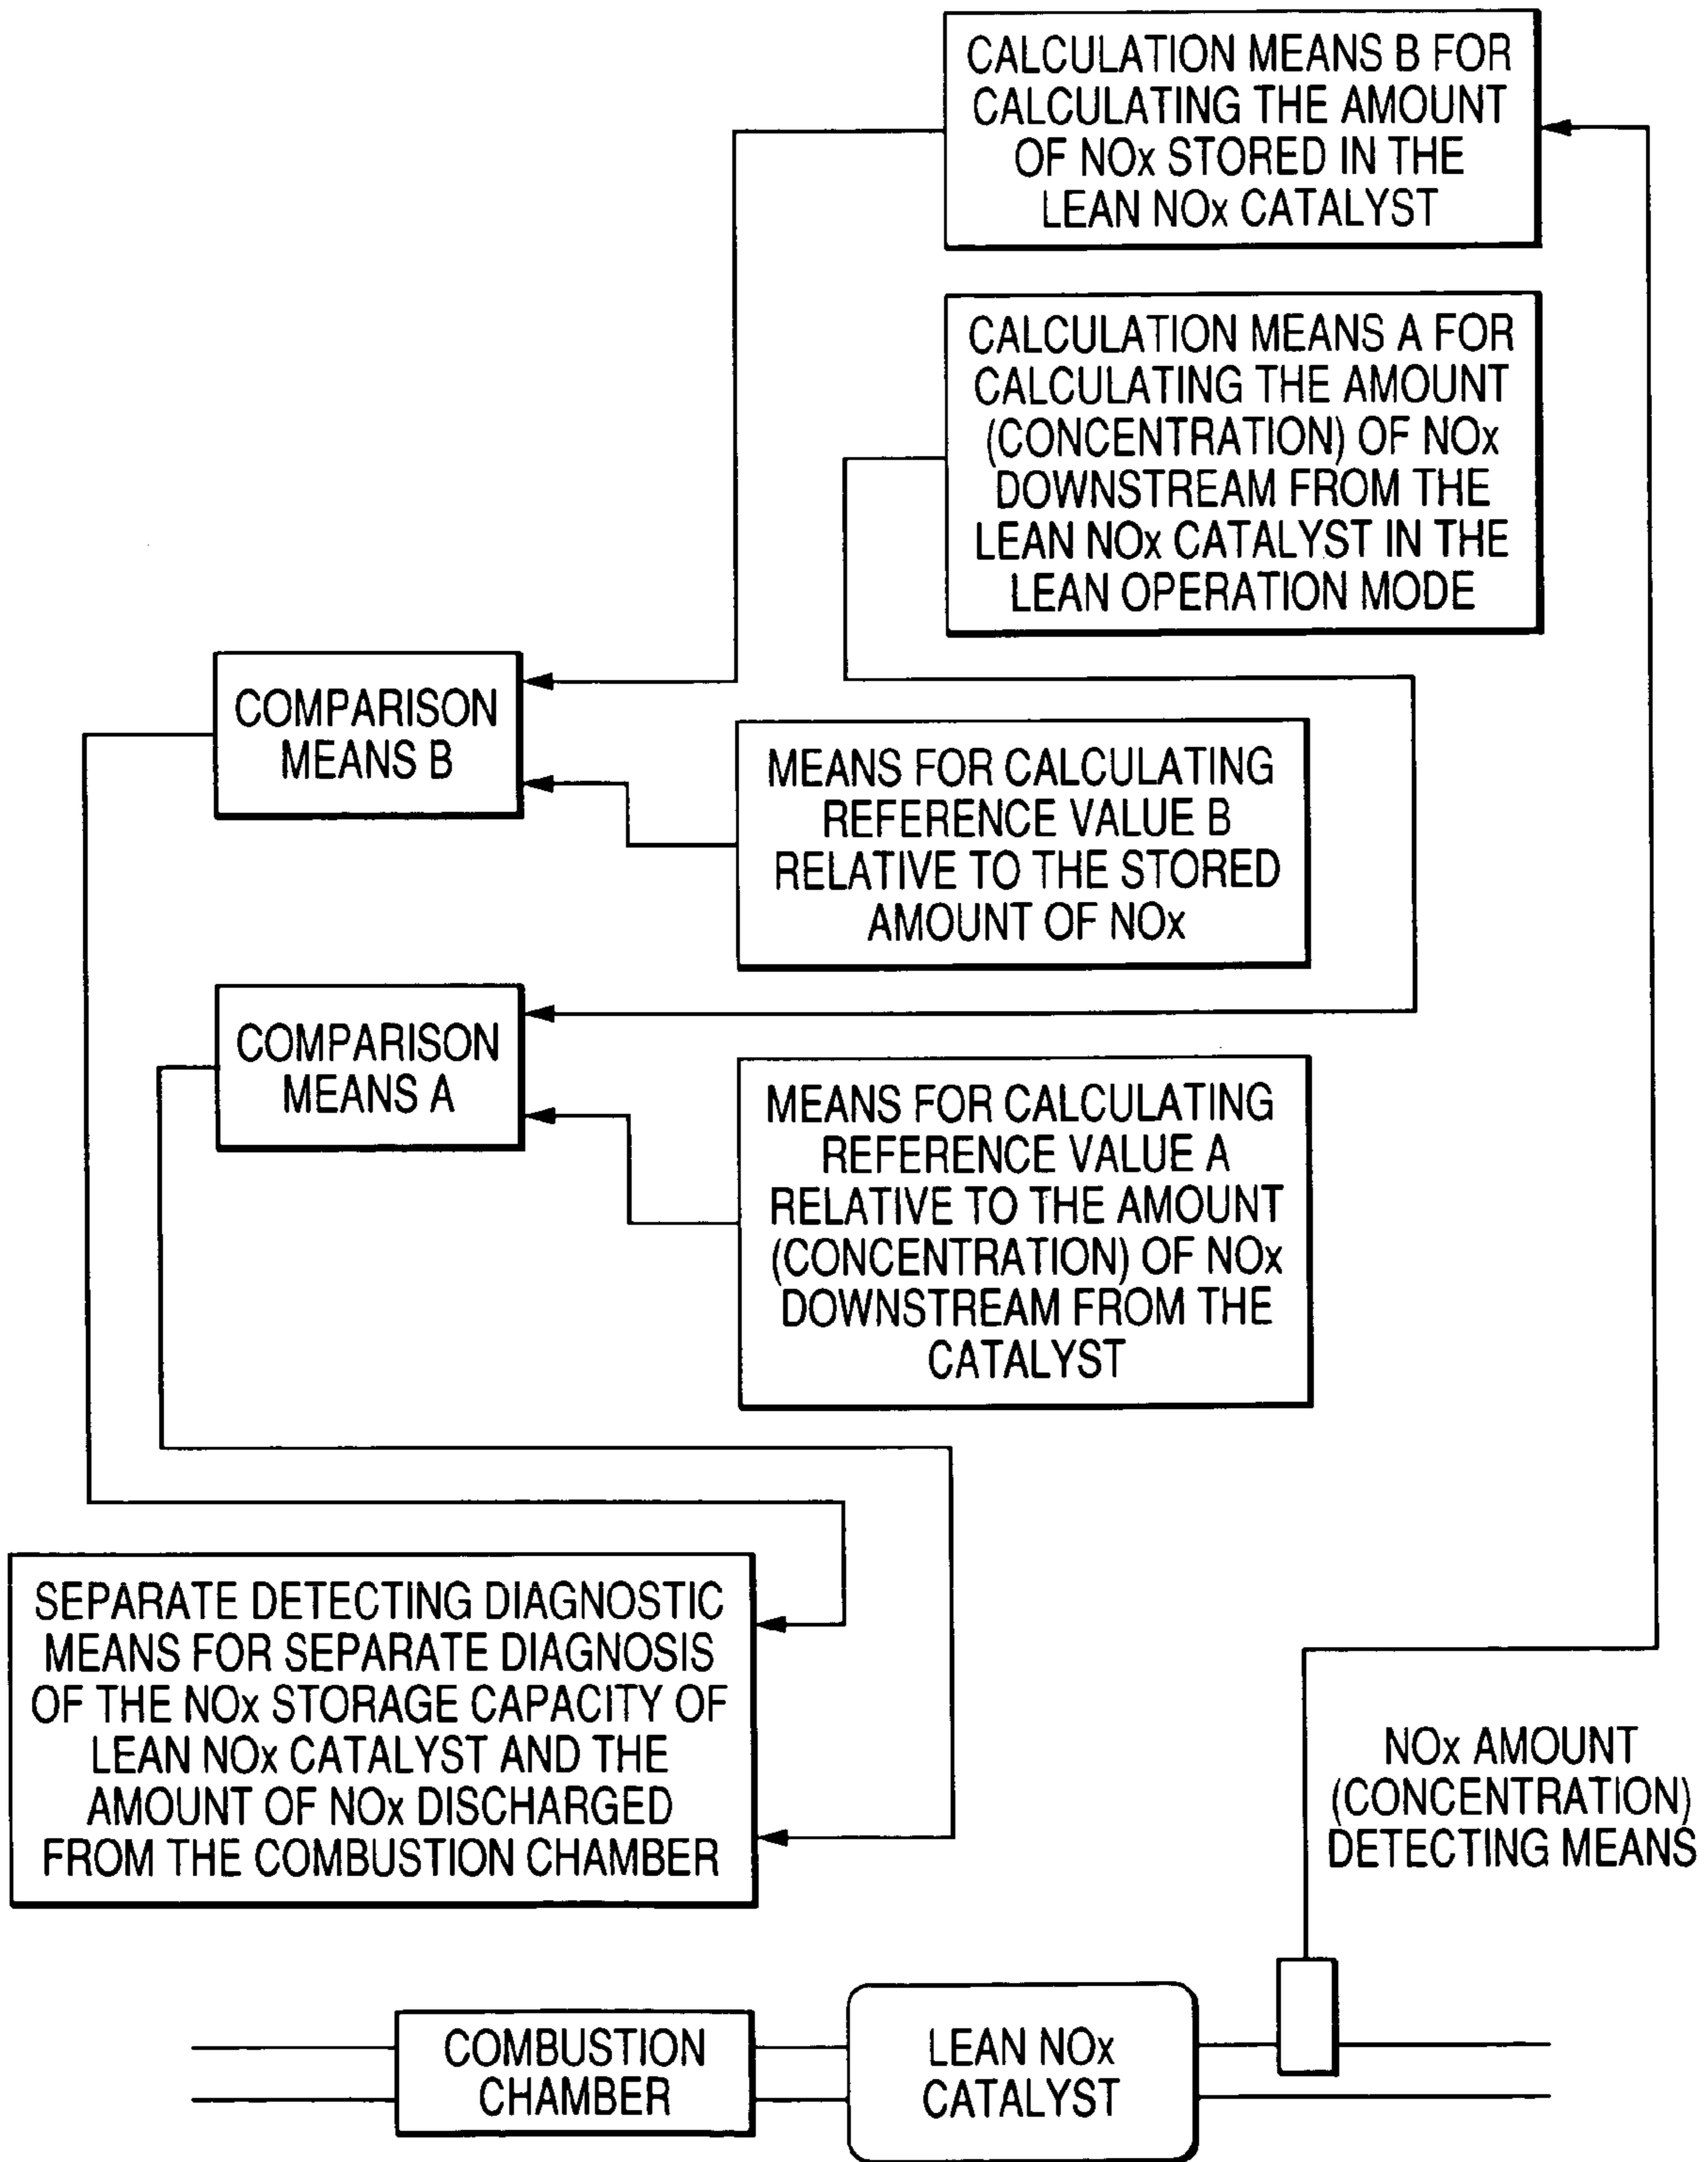 CALCULATION MEANS B FOR
CALCULATING THE AMOUNT
OF NOx STORED IN THE
LEAN NOx CATALYST
CALCULATION MEANS A FOR
CALCULATING THE AMOUNT
(CONCENTRATION) OF NOx
DOWNSTREAM FROM THE
LEAN NOx CATALYST IN THE
LEAN OPERATION MODE
COMPARISON
MEANS B
MEANS FOR CALCULATING
REFERENCE VALUE B
RELATIVE TO THE STORED
AMOUNT OF NOx
COMPARISON
MEANS A
MEANS FOR CALCULATING
REFERENCE VALUE A
RELATIVE TO THE AMOUNT
(CONCENTRATION) OF NOx
DOWNSTREAM FROM THE
CATALYST
SEPARATE DETECTING DIAGNOSTIC
MEANS FOR SEPARATE DIAGNOSIS
OF THE NOx STORAGE CAPACITY OF
LEAN NOx CATALYST AND THE
AMOUNT OF NOx DISCHARGED
FROM THE COMBUSTION CHAMBER
NOx AMOUNT
(CONCENTRATION)
DETECTING MEANS
COMBUSTION
CHAMBER
LEAN NOx
CATALYST